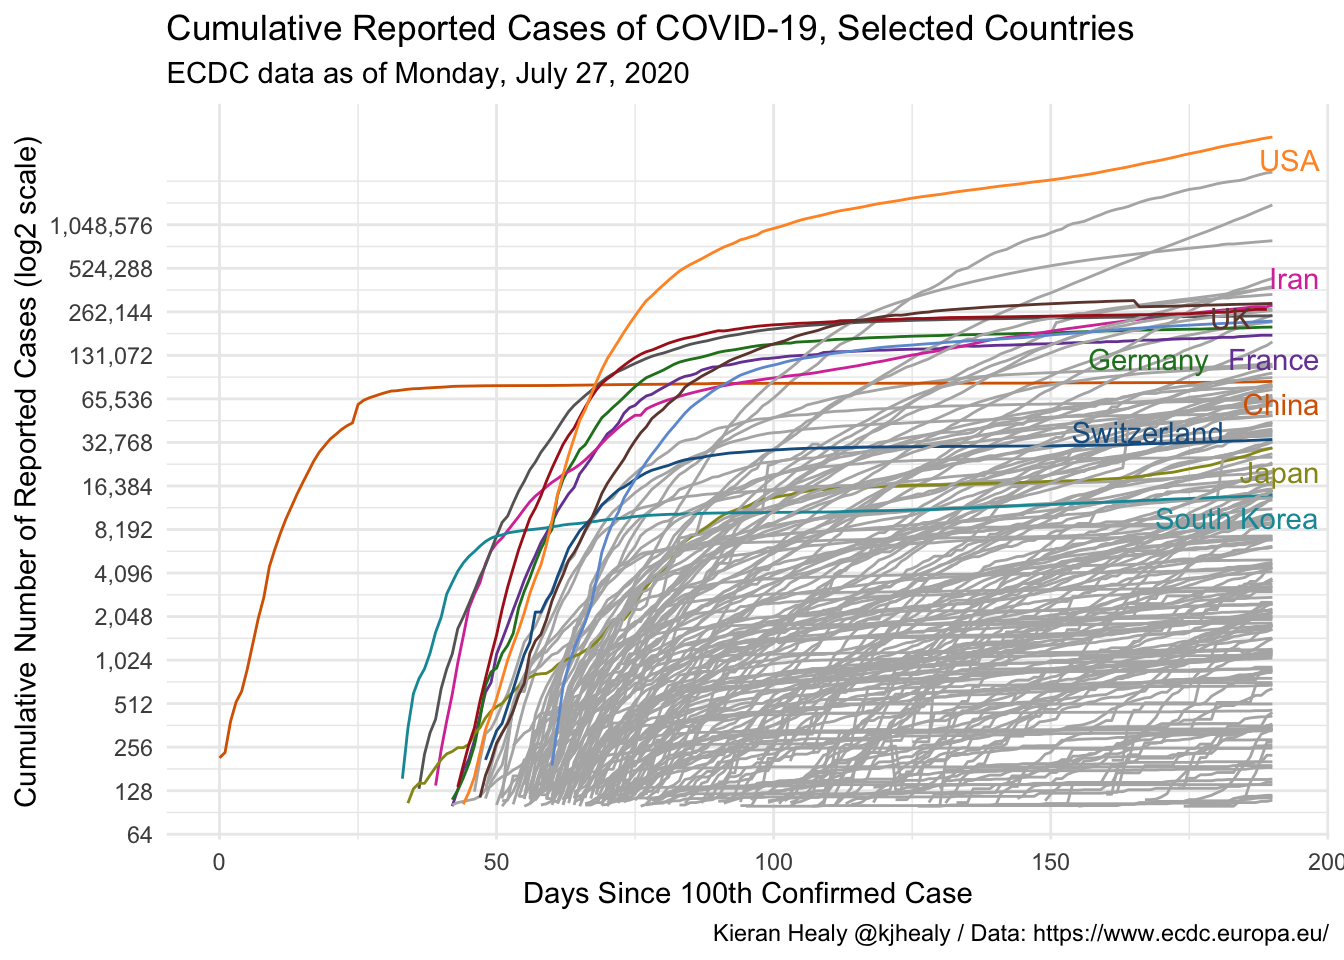 Cumulative Reported Cases of COVID-19, Selected Countries
ECDC data as of Monday, July 27, 2020
Cumulative Number of Reported Cases (log2 scale)
1,048,576
524,288
262,144
131,072
65,536
32,768
16,384
8,192
4,096
2,048
1,024
512
256
128
64
USA
Iran
UK
Germany
France
China
Switzerland
Japan
South Korea
0
50
100
150
200
Days Since 100th Confirmed Case
Kieran Healy @kjhealy / Data: https://www.ecdc.europa.eu/